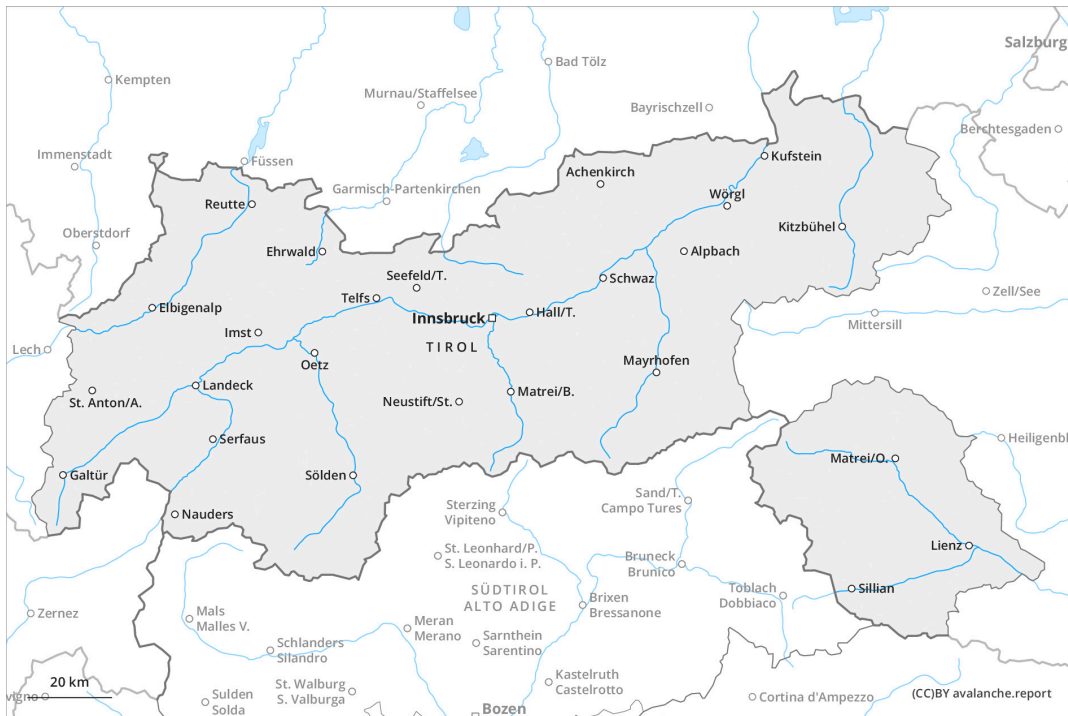 Salzburg
Kempten
Bad Tölz
Murnau/Staffelsee
Bayrischzell
Berchtesgaden
Immenstadt
Füssen
Kufstein
Achenkirch
Garmisch-Partenkirchen
Reutte
Wörgl
Kitzbühel
Oberstdorf
Ehrwald
Alpbach
Seefeld/T.
Schwaz
Zell/See
Telfs
Elbigenalp
Innsbruck
Hall/T.
Mittersill
Imst
TIROL
Lech
Oetz
Mayrhofen
Landeck
St. Anton/A.
Neustift/St.
Matrei/B.
Serfaus
Heiligenbl
Matrei/O.
Galtür
Sölden
Sand/T.
Campo Tures
Sterzing
Vipiteno
Nauders
Lienz
St. Leonhard/P.
S. Leonardo i. P.
Bruneck
Brunico
SÜDTIROL
ALTO ADIGE
Toblach
Dobbiaco
Sillian
Brixen
Bressanone
Zernez
Mals
Malles V.
Meran
Merano
Sarnthein
Sarentino
Schlanders
Silandro
Kastelruth
Castelrotto
20 km
St. Walburg
S. Valburga
vigno
Sulden
Solda
Cortina d'Ampezzo
(CC)BY avalanche.report
Bozen